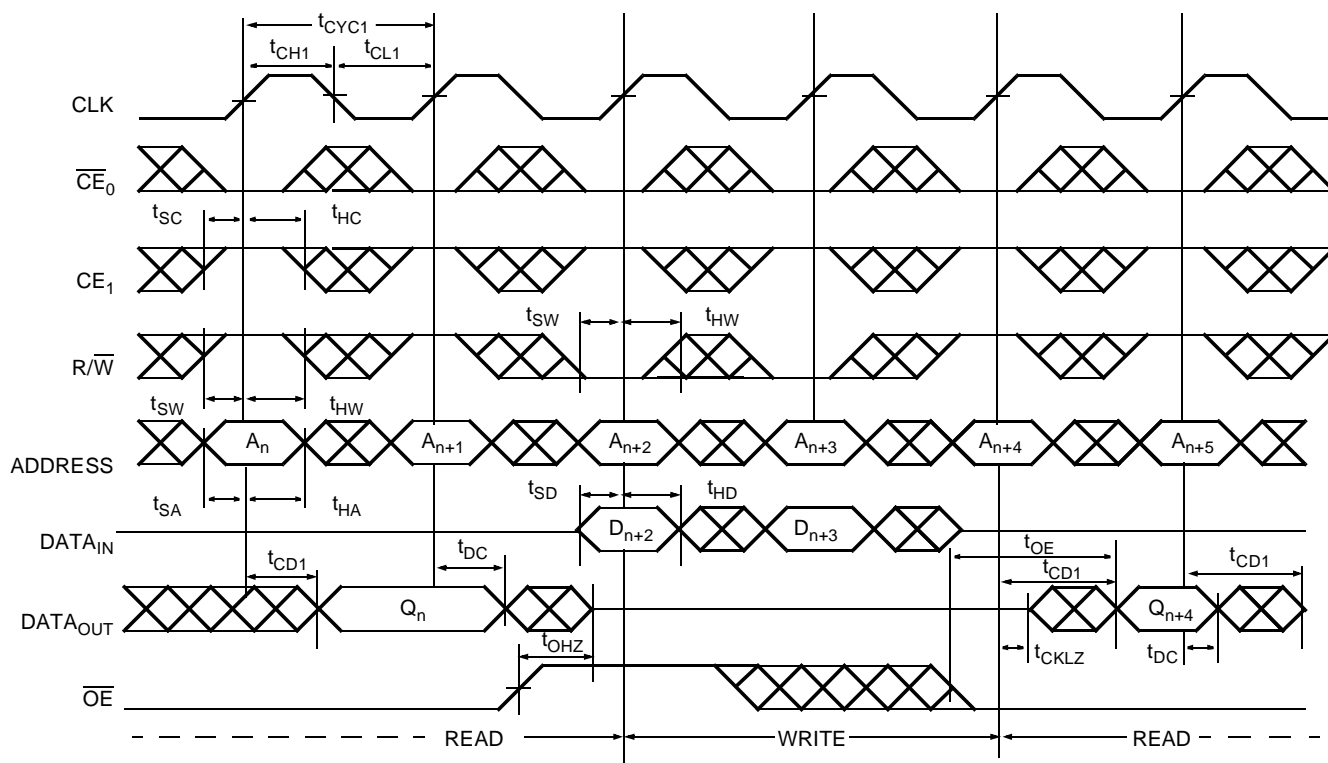 tCYC1
tCH1 tCL1
CLK
CE0
tSC tHC
CE1
tSW tHW
R/W
tSW tHW
An An+1 An+2 An+3 An+4 An+5
ADDRESS
tSA tHA tSD tHD
DATAIN Dn+2 Dn+3
tOE
tCD1 tDC tCD1 tCD1
DATAOUT Qn Qn+4
tOHZ tCKLZ tDC
OE
READ WRITE READ